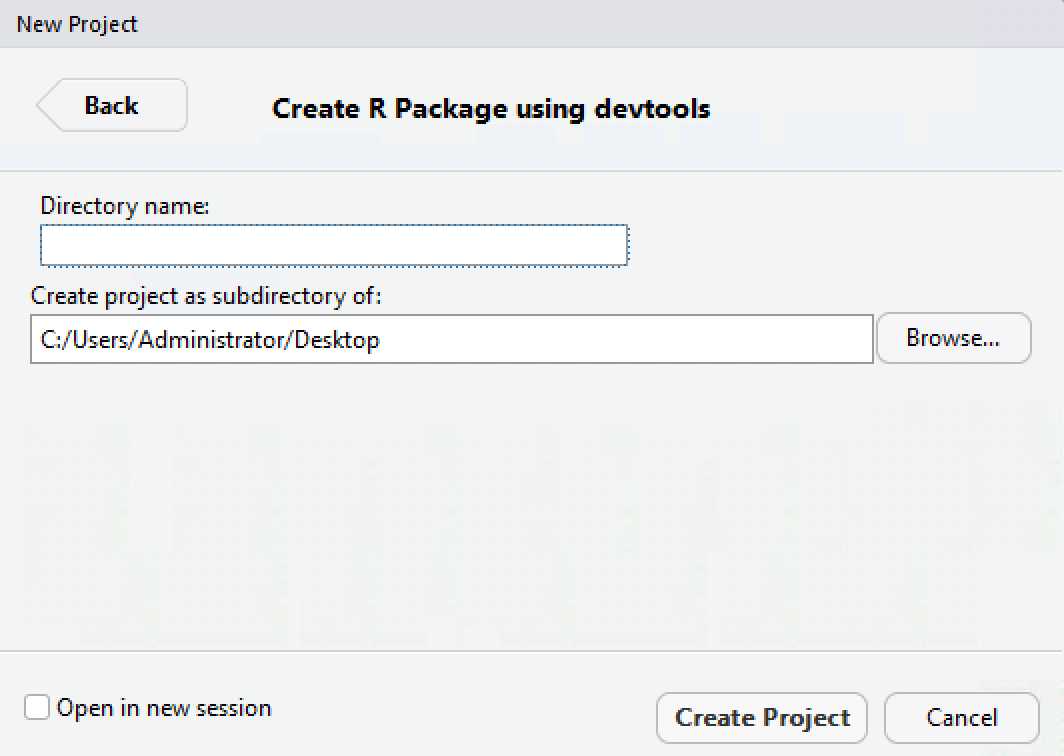 New Project
Back
Create R Package using devtools
Directory name:
Create project as subdirectory of:
C:/Users/Administrator/Desktop
Browse...
Open in new session
Create Project
Cancel